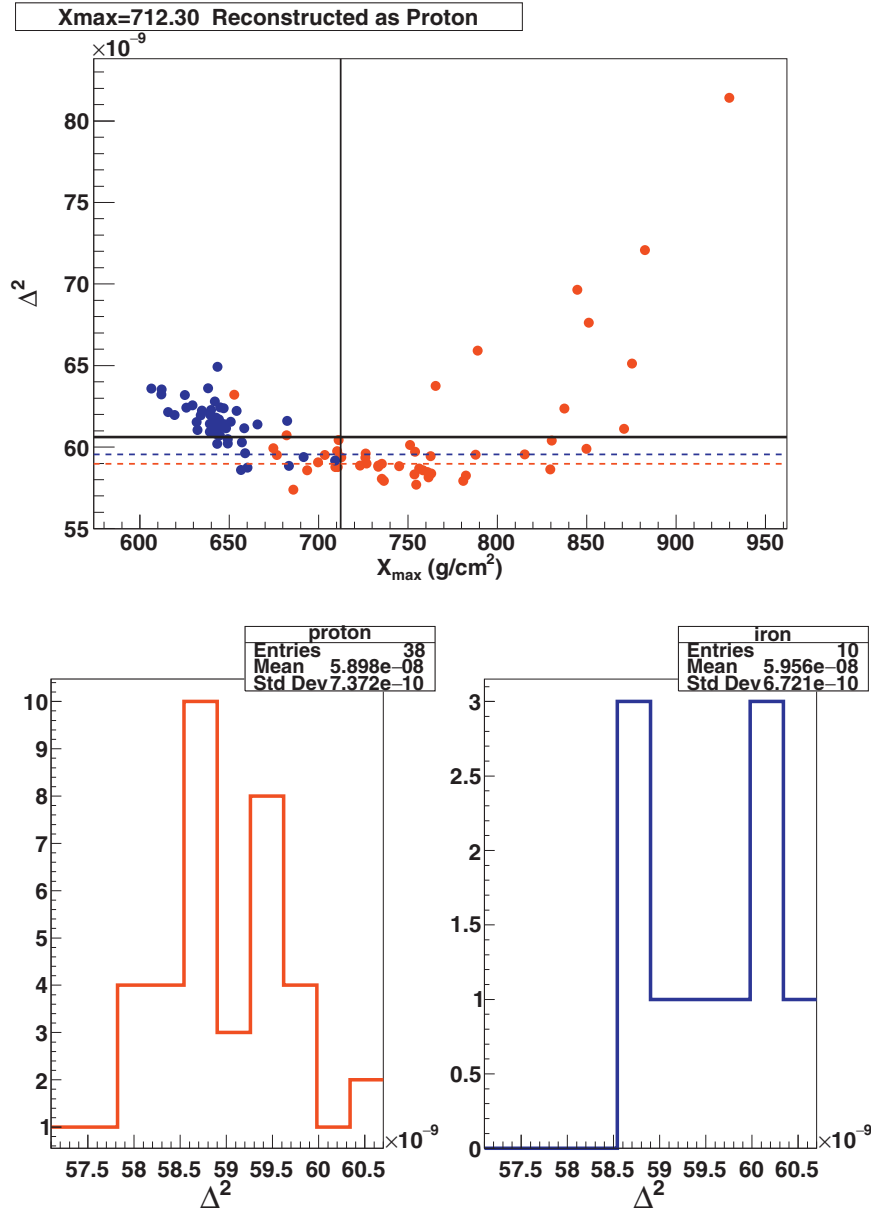 Xmax=712.30 Reconstructed as Proton
×10⁻⁹
80
75
70
65
60
55
Δ²
600 650 700 750 800 850 900 950
Xmax (g/cm²)
proton
Entries 38
Mean 5.898e−08
Std Dev 7.372e−10
10
9
8
7
6
5
4
3
2
1
57.5 58 58.5 59 59.5 60 60.5
×10⁻⁹
Δ²
iron
Entries 10
Mean 5.956e−08
Std Dev 6.721e−10
3
2.5
2
1.5
1
0.5
0
57.5 58 58.5 59 59.5 60 60.5
×10⁻⁹
Δ²